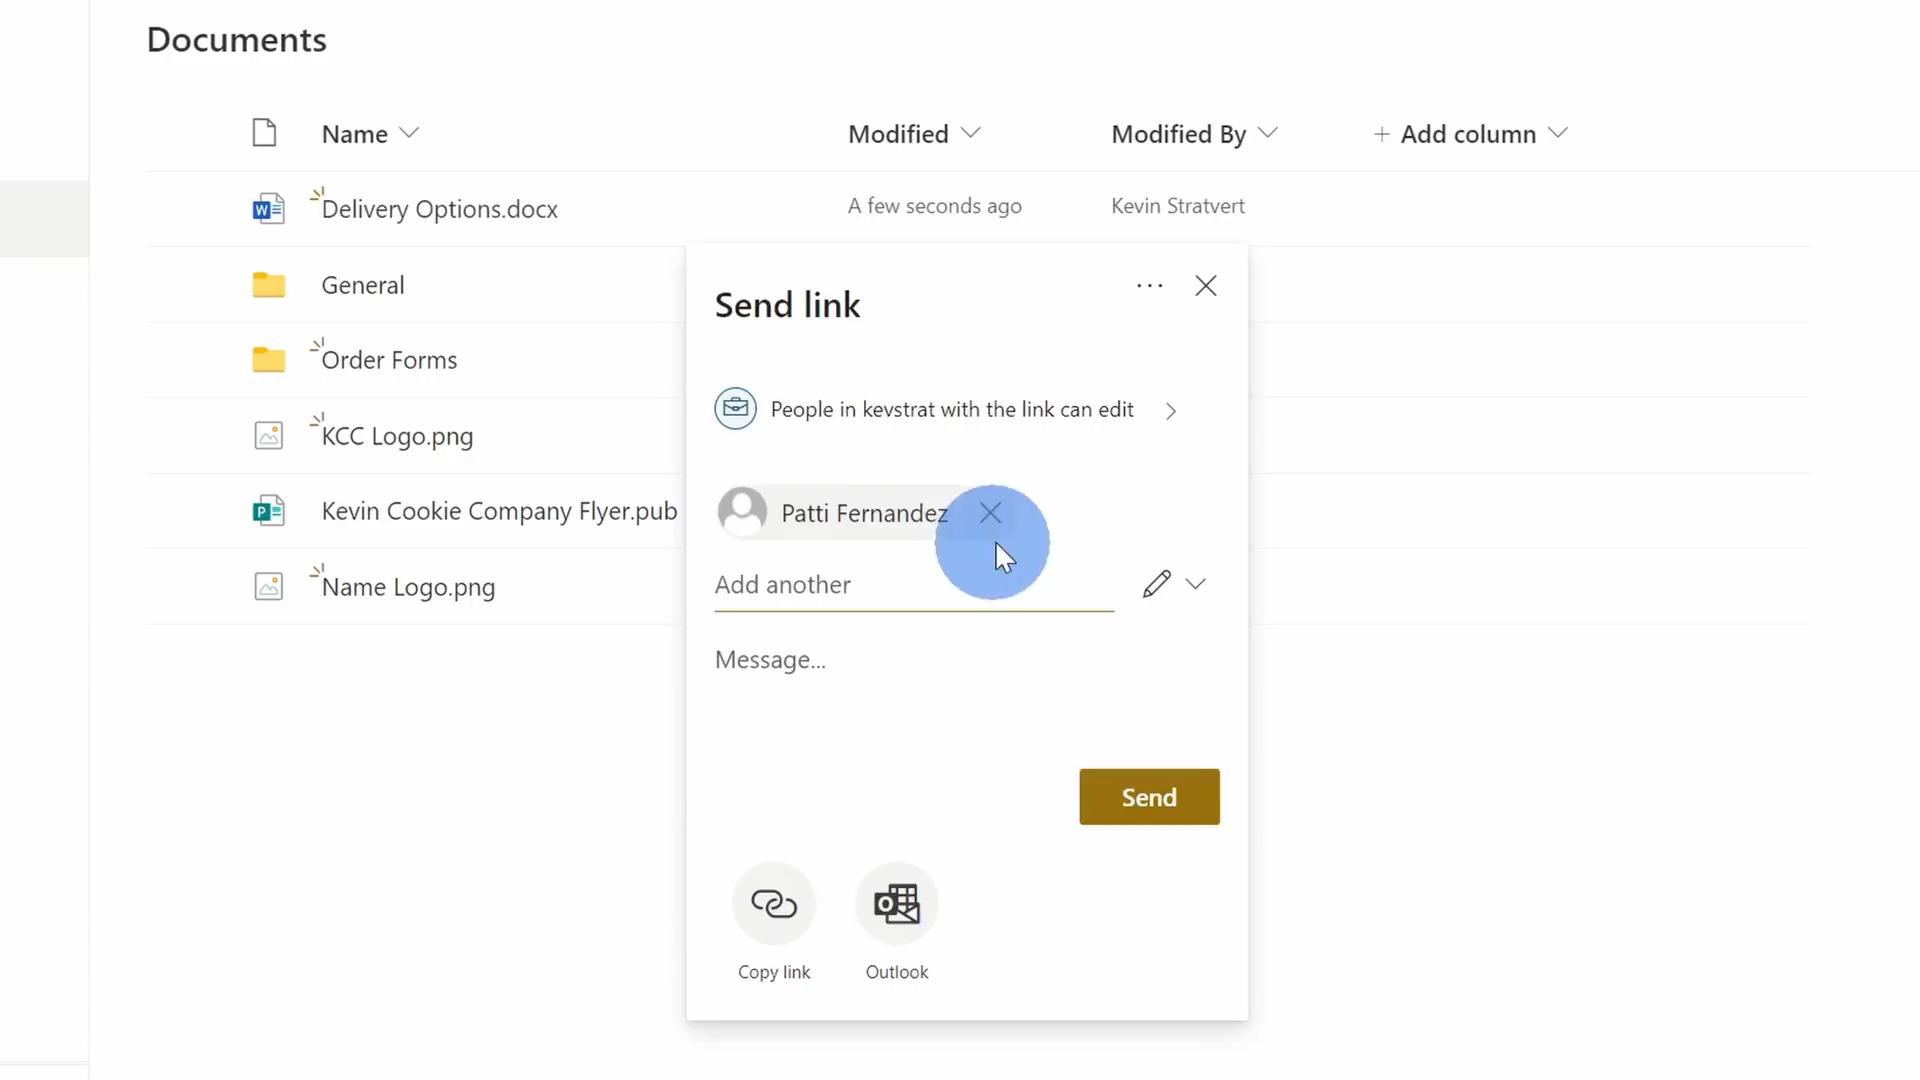 Documents
Name Modified Modified By + Add column
Delivery Options.docx A few seconds ago Kevin Stratvert
General
Order Forms
KCC Logo.png
Kevin Cookie Company Flyer.pub
Name Logo.png
Send link
People in kevstrat with the link can edit
Patti Fernandez
Add another
Message...
Send
Copy link Outlook